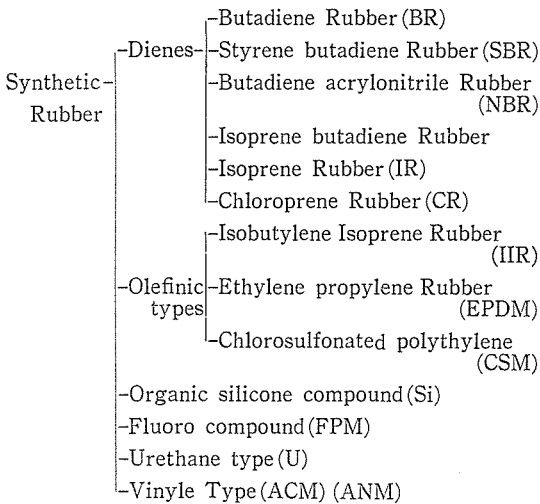 Butadiene Rubber (BR)
Dienes
Styrene butadiene Rubber (SBR)
Synthetic
Rubber
Butadiene acrylonitrile Rubber
(NBR)
Isoprene butadiene Rubber
Isoprene Rubber (IR)
Chloroprene Rubber (CR)
Isobutylene Isoprene Rubber
(IIR)
Olefinic
types
Ethylene propylene Rubber
(EPDM)
Chlorosulfonated polythylene
(CSM)
Organic silicone compound (Si)
Fluoro compound (FPM)
Urethane type (U)
Vinyle Type (ACM) (ANM)